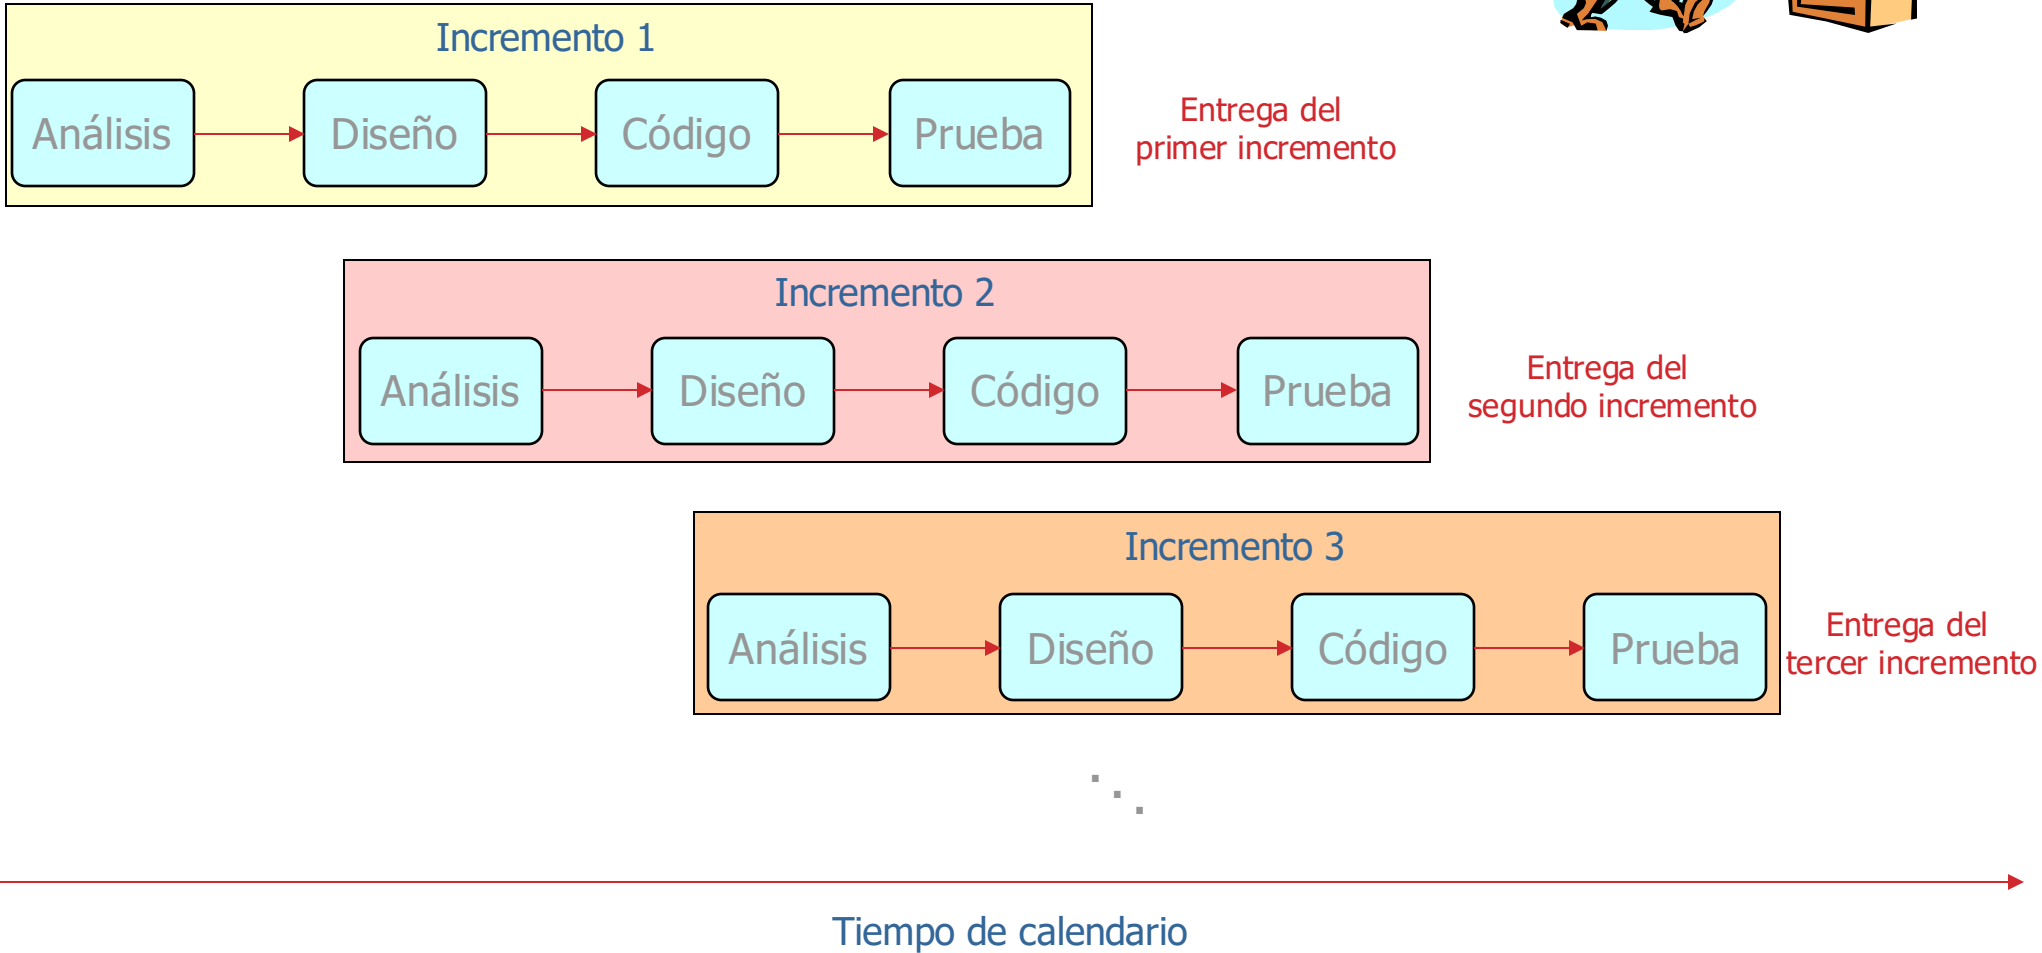 Incremento 1
Análisis
Diseño
Código
Prueba
Entrega del
primer incremento
Incremento 2
Análisis
Diseño
Código
Prueba
Entrega del
segundo incremento
Incremento 3
Análisis
Diseño
Código
Prueba
Entrega del
tercer incremento
Tiempo de calendario